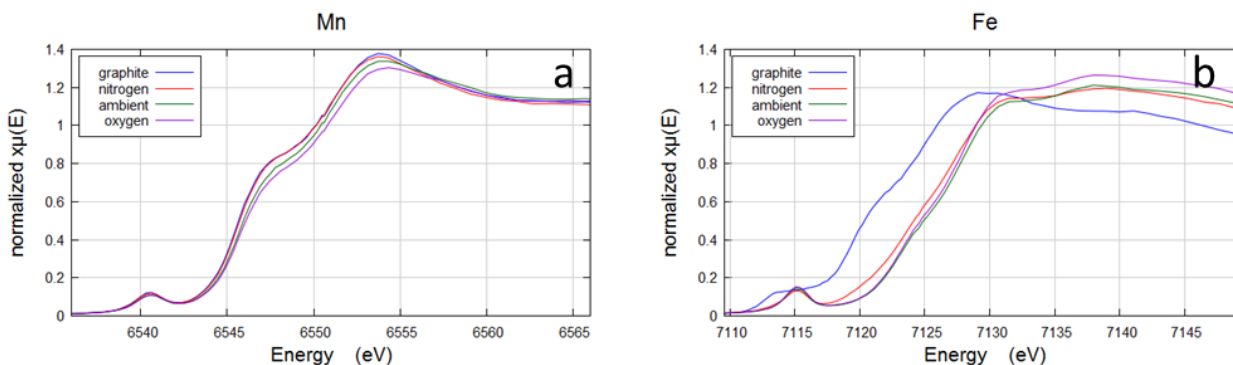 Mn
a
graphite
nitrogen
ambient
oxygen
normalized xμ(E)
1.4
1.2
1
0.8
0.6
0.4
0.2
0
6540 6545 6550 6555 6560 6565
Energy (eV)
Fe
b
graphite
nitrogen
ambient
oxygen
normalized xμ(E)
1.4
1.2
1
0.8
0.6
0.4
0.2
0
7110 7115 7120 7125 7130 7135 7140 7145
Energy (eV)